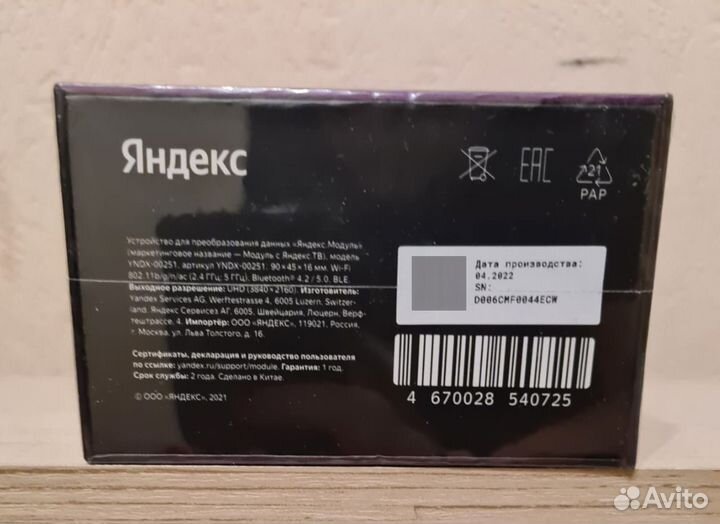 Яндекс
EAC
21
PAP
Устройство для преобразования данных «Яндекс.Модуль»
(маркетинговое название — Модуль с Яндекс ТВ), модель
YNDX-00251, артикул YNDX-00251. 90×45×16 мм. Wi-Fi
802.11b/g/n/ac (2.4 ГГц; 5 ГГц). Bluetooth® 4.2 / 5.0. BLE.
Выходное разрешение: UHD (3840×2160). Изготовитель:
Yandex Services AG. Werftestrasse 4, 6005 Luzern, Switzer-
land. Яндекс Сервисез АГ, 6005, Швейцария, Люцерн, Верф-
тештрассе, 4. Импортёр: ООО «ЯНДЕКС», 119021, Россия,
г. Москва, ул. Льва Толстого, д. 16.
Сертификаты, декларация и руководство пользователя
по ссылке: yandex.ru/support/module. Гарантия: 1 год.
Срок службы: 2 года. Сделано в Китае.
© ООО «ЯНДЕКС», 2021
Дата производства:
04.2022
SN:
D006CMF0044ECW
4 670028 540725
Avito